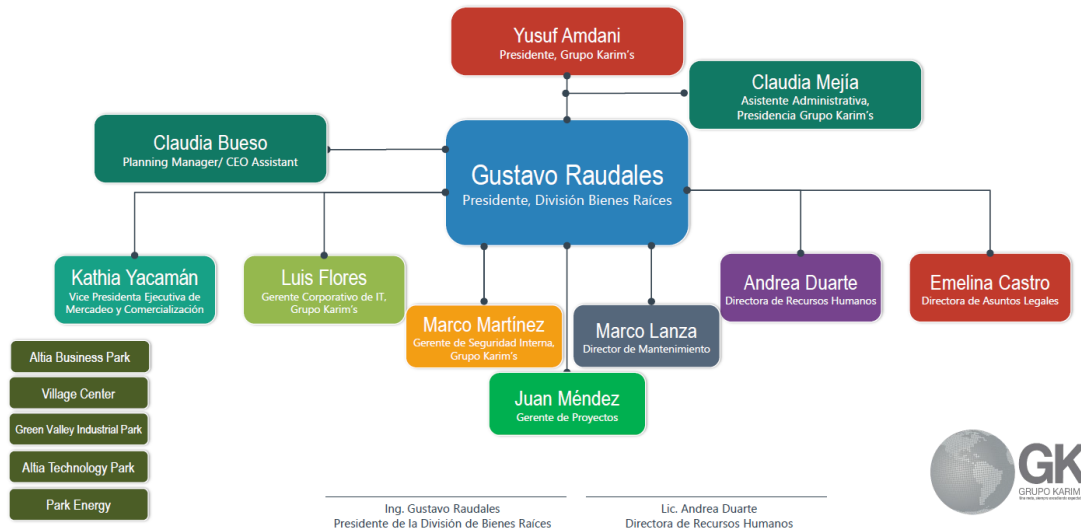 Yusuf Amdani
Presidente, Grupo Karim's
Claudia Mejía
Asistente Administrativa,
Presidencia Grupo Karim's
Claudia Bueso
Planning Manager/ CEO Assistant
Gustavo Raudales
Presidente, División Bienes Raíces
Kathia Yacamán
Vice Presidenta Ejecutiva de
Mercadeo y Comercialización
Luis Flores
Gerente Corporativo de IT,
Grupo Karim's
Andrea Duarte
Directora de Recursos Humanos
Emelina Castro
Directora de Asuntos Legales
Marco Martínez
Gerente de Seguridad Interna,
Grupo Karim's
Marco Lanza
Director de Mantenimiento
Juan Méndez
Gerente de Proyectos
Altia Business Park
Village Center
Green Valley Industrial Park
Altia Technology Park
Park Energy
Ing. Gustavo Raudales
Presidente de la División de Bienes Raíces
Lic. Andrea Duarte
Directora de Recursos Humanos
GK
GRUPO KARIM